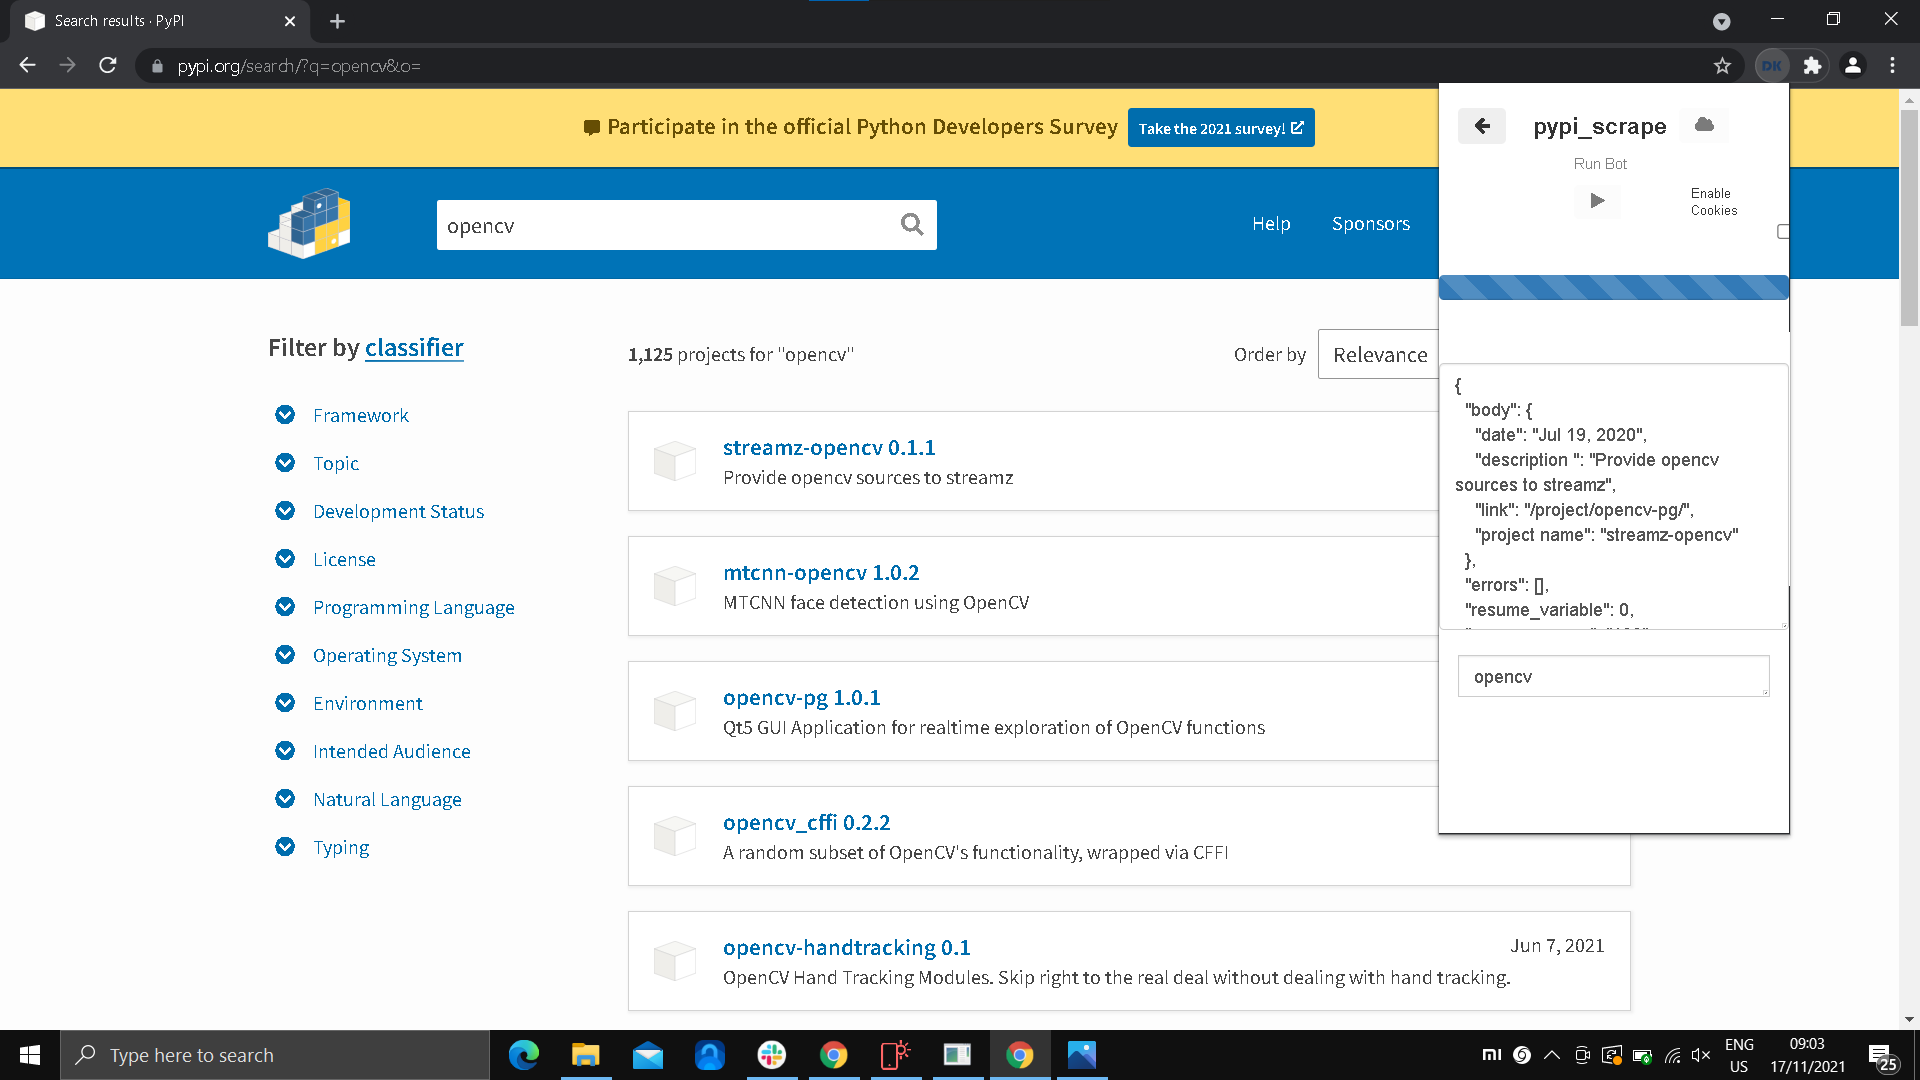 Search results · PyPI
pypi.org/search/?q=opencv&o=
DK
Participate in the official Python Developers Survey
Take the 2021 survey!
opencv
Help
Sponsors
Filter by classifier
Framework
Topic
Development Status
License
Programming Language
Operating System
Environment
Intended Audience
Natural Language
Typing
1,125 projects for "opencv"
Order by
Relevance
streamz-opencv 0.1.1
Provide opencv sources to streamz
mtcnn-opencv 1.0.2
MTCNN face detection using OpenCV
opencv-pg 1.0.1
Qt5 GUI Application for realtime exploration of OpenCV functions
opencv_cffi 0.2.2
A random subset of OpenCV's functionality, wrapped via CFFI
opencv-handtracking 0.1
Jun 7, 2021
OpenCV Hand Tracking Modules. Skip right to the real deal without dealing with hand tracking.
pypi_scrape
Run Bot
Enable
Cookies
{
"body": {
"date": "Jul 19, 2020",
"description ": "Provide opencv
sources to streamz",
"link": "/project/opencv-pg/",
"project name": "streamz-opencv"
},
"errors": [],
"resume_variable": 0,
opencv
Type here to search
mi
ENG
US
09:03
17/11/2021
25